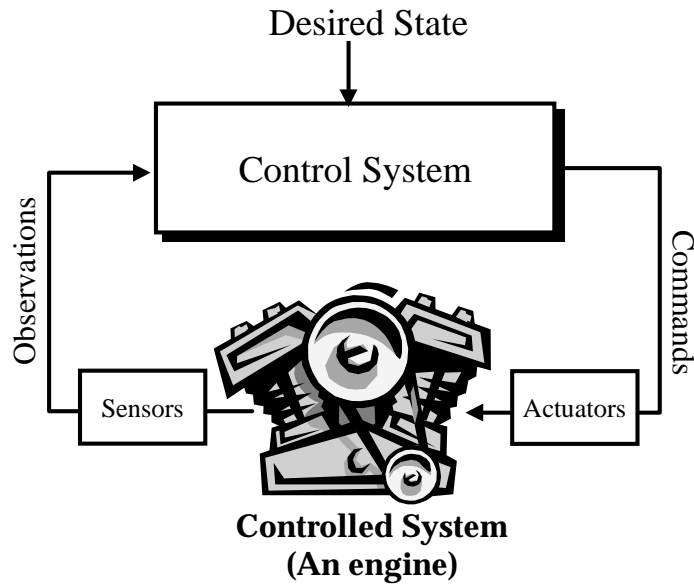 Desired State
Control System
Observations
Commands
Sensors
Actuators
Controlled System
(An engine)